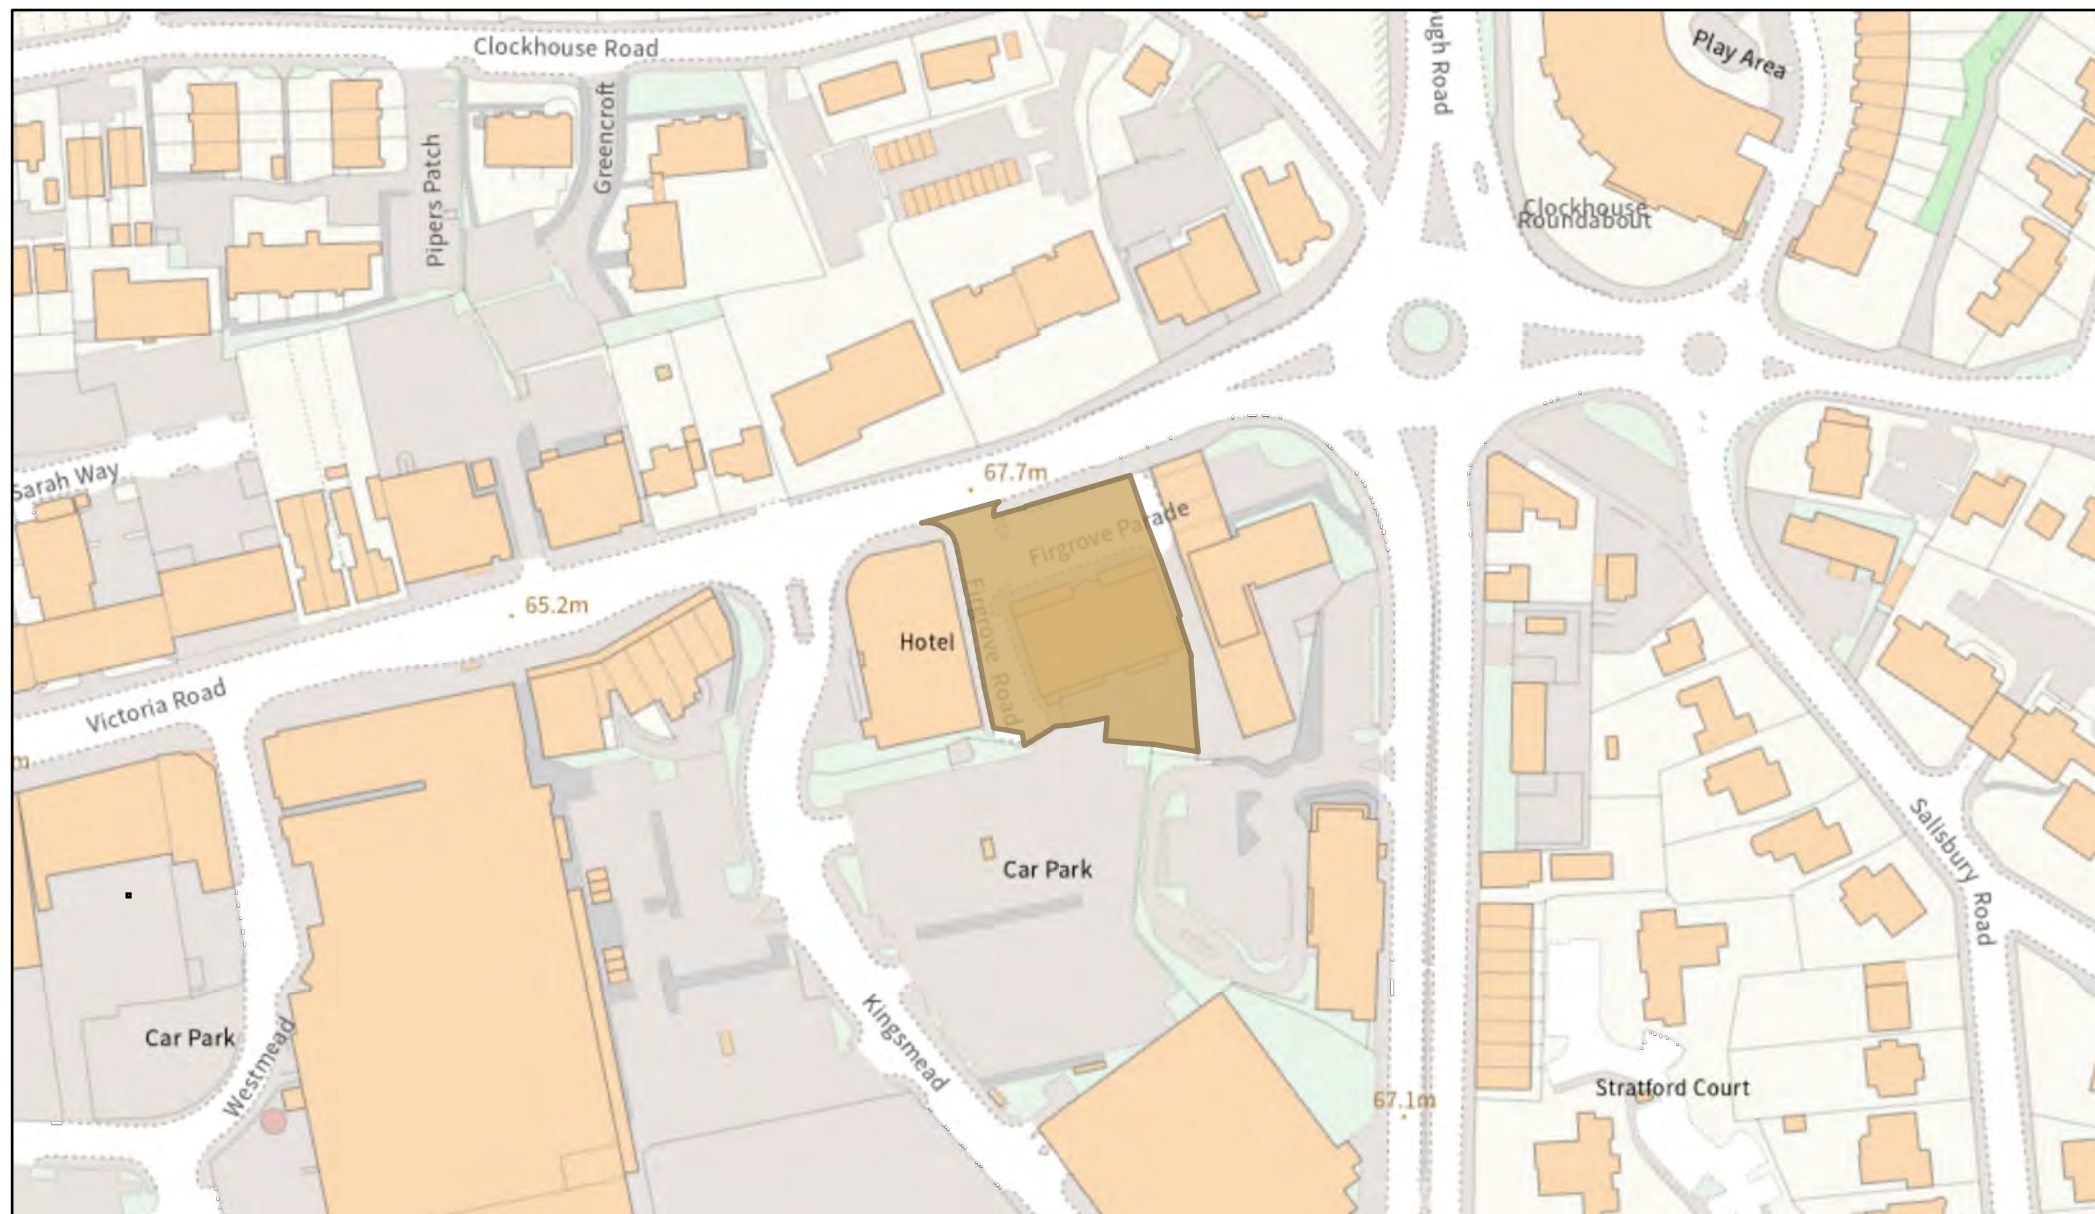 Clockhouse Road
ugh Road
Play Area
Greencroft
Pipers Patch
Clockhouse
Roundabout
Sarah Way
67.7m
Firgrove Parade
65.2m
Firgrove Road
Hotel
Victoria Road
m
Car Park
Salisbury Road
Car Park
Westmead
Kingsmead
67.1m
Stratford Court